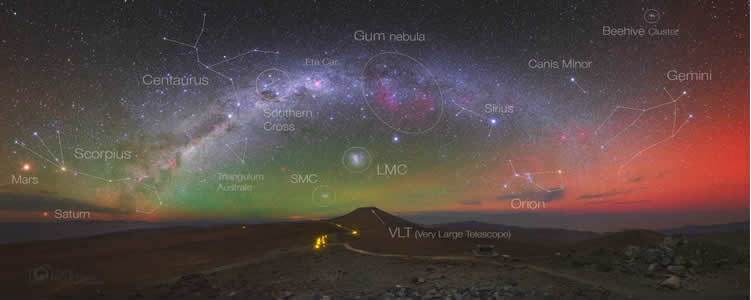 Beehive Cluster
Gum nebula
Eta Car
Canis Minor
Centaurus
Gemini
Southern
Cross
Sirius
Scorpius
Mars
LMC
Triangulum
Australe
SMC
Orion
Saturn
VLT (Very Large Telescope)